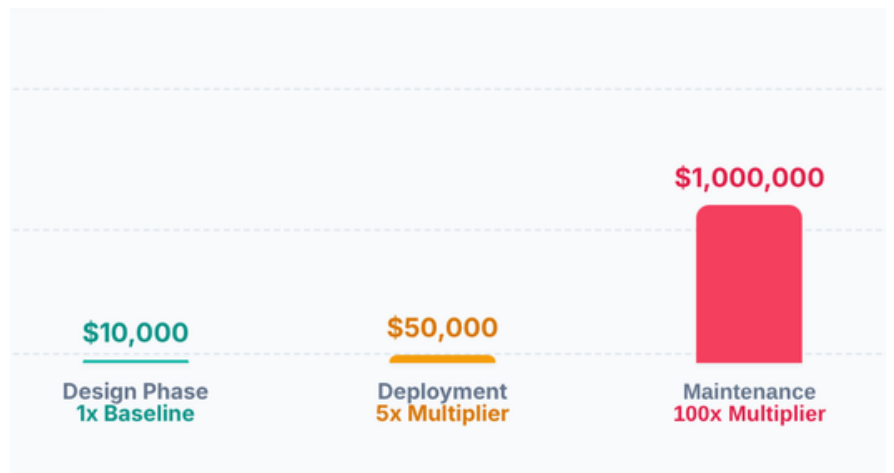 $1,000,000
$10,000
$50,000
Design Phase
1x Baseline
Deployment
5x Multiplier
Maintenance
100x Multiplier